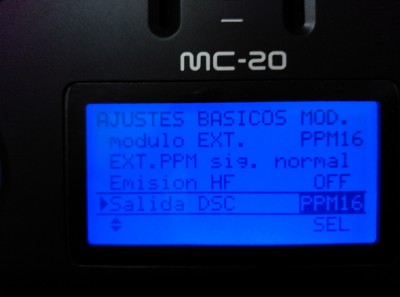 MC-20
AJUSTES BASICOS MOD.
modulo EXT. PPM16
EXT.PPM sig. normal
Emision HF OFF
Salida DSC PPM16
SEL